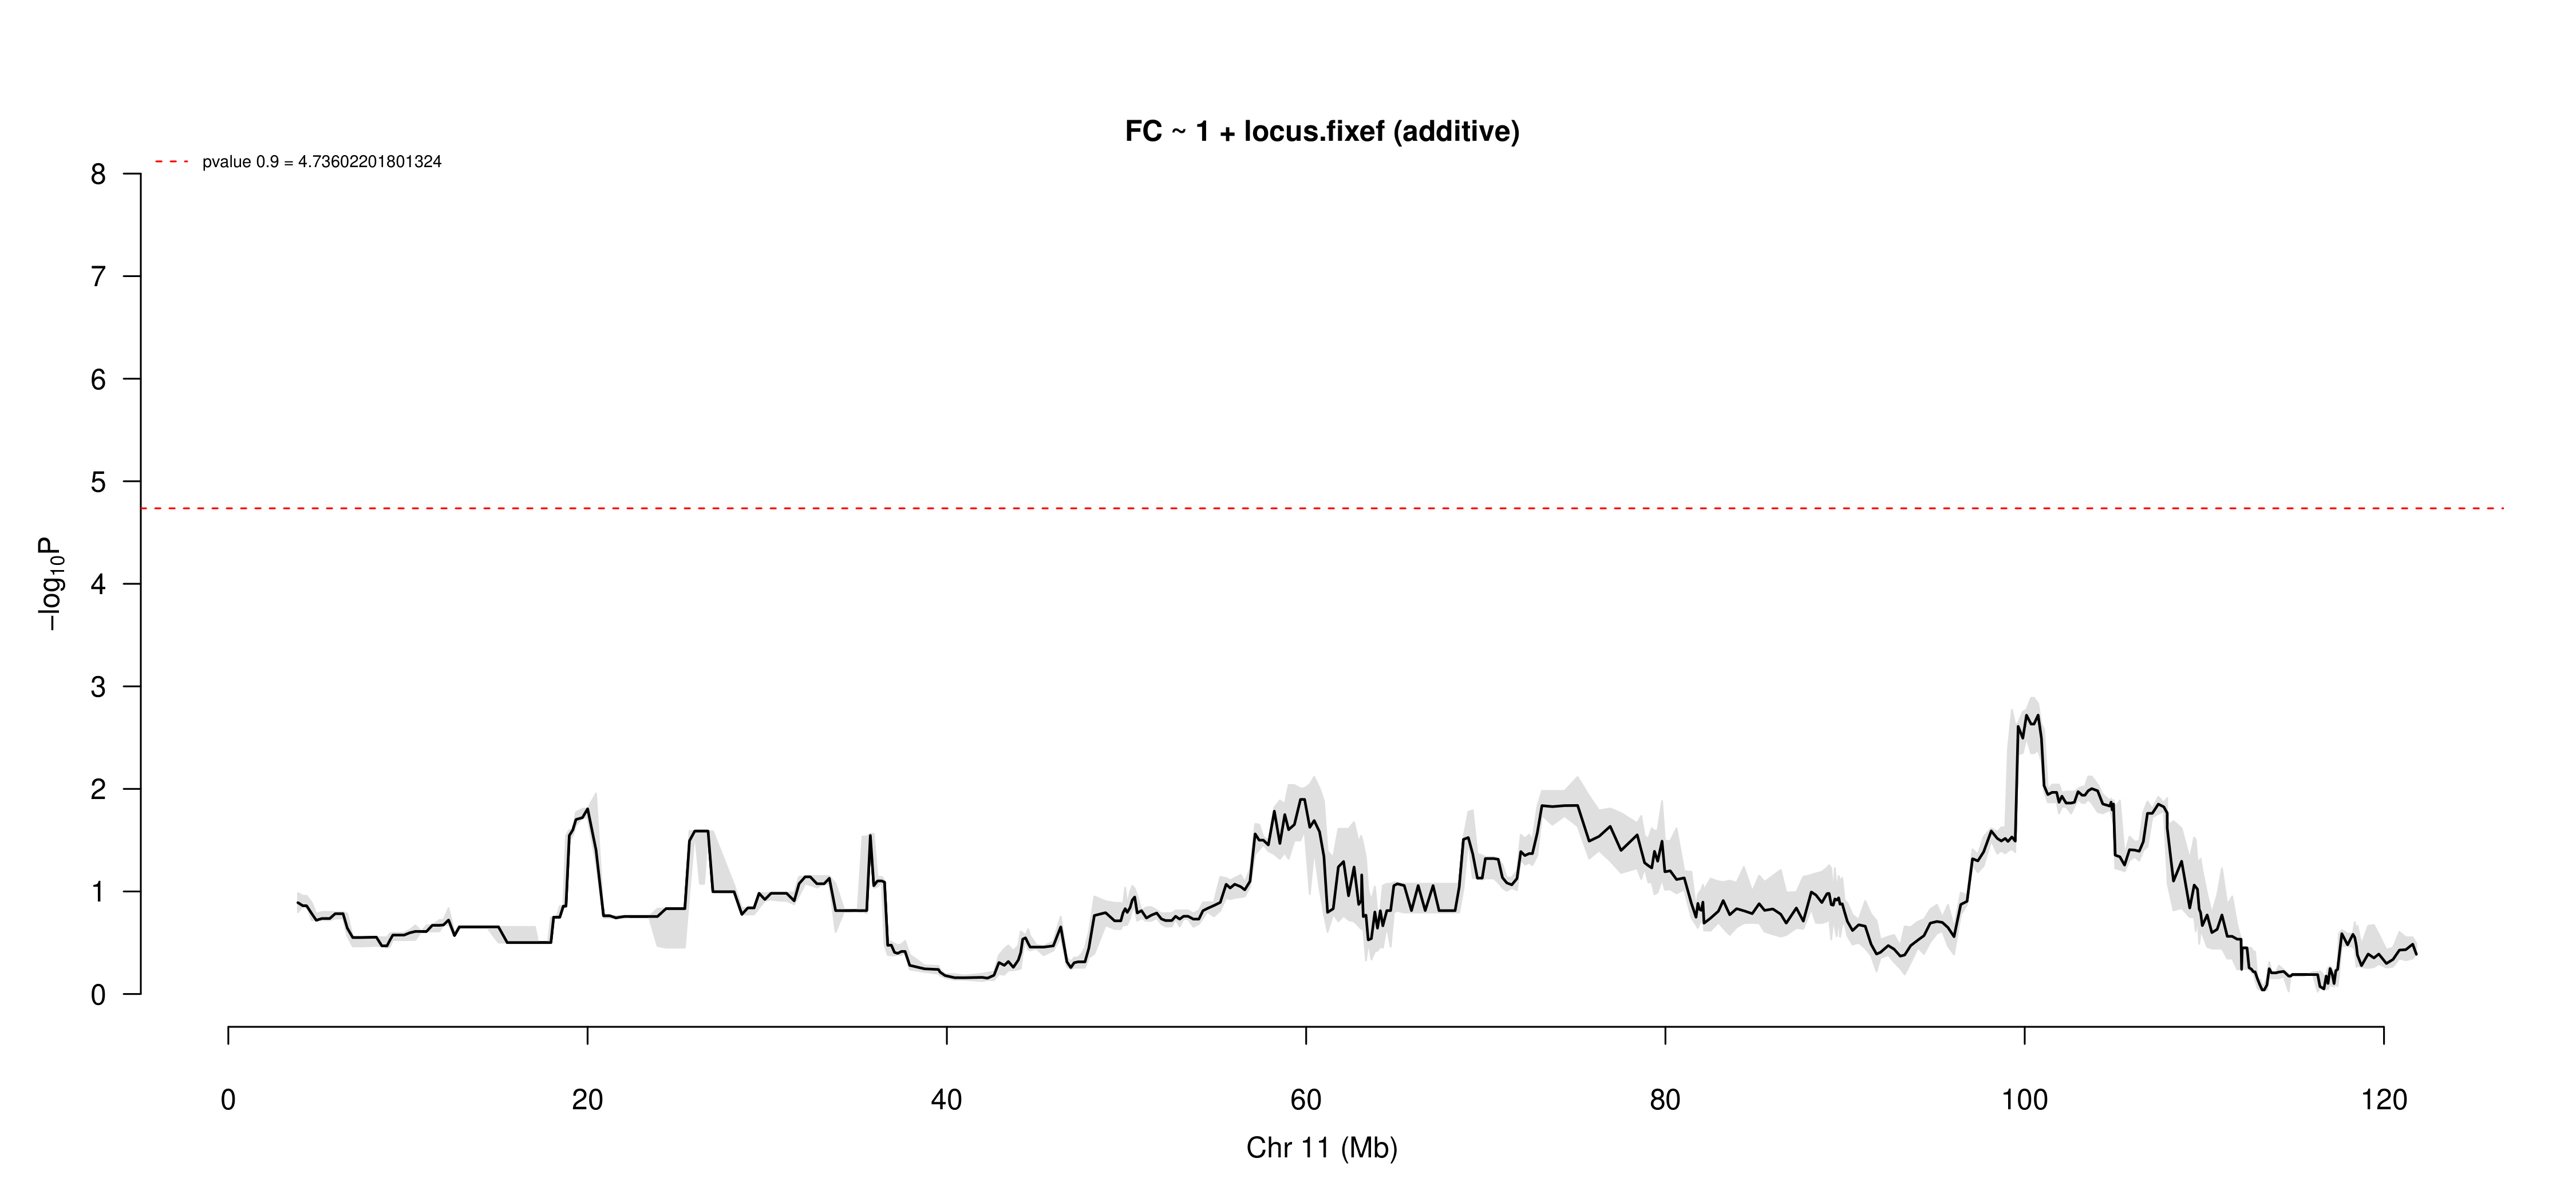 FC ~ 1 + locus.fixef (additive)
pvalue 0.9 = 4.73602201801324
8
7
6
5
4
3
2
1
0
−log10P
0 20 40 60 80 100 120
Chr 11 (Mb)